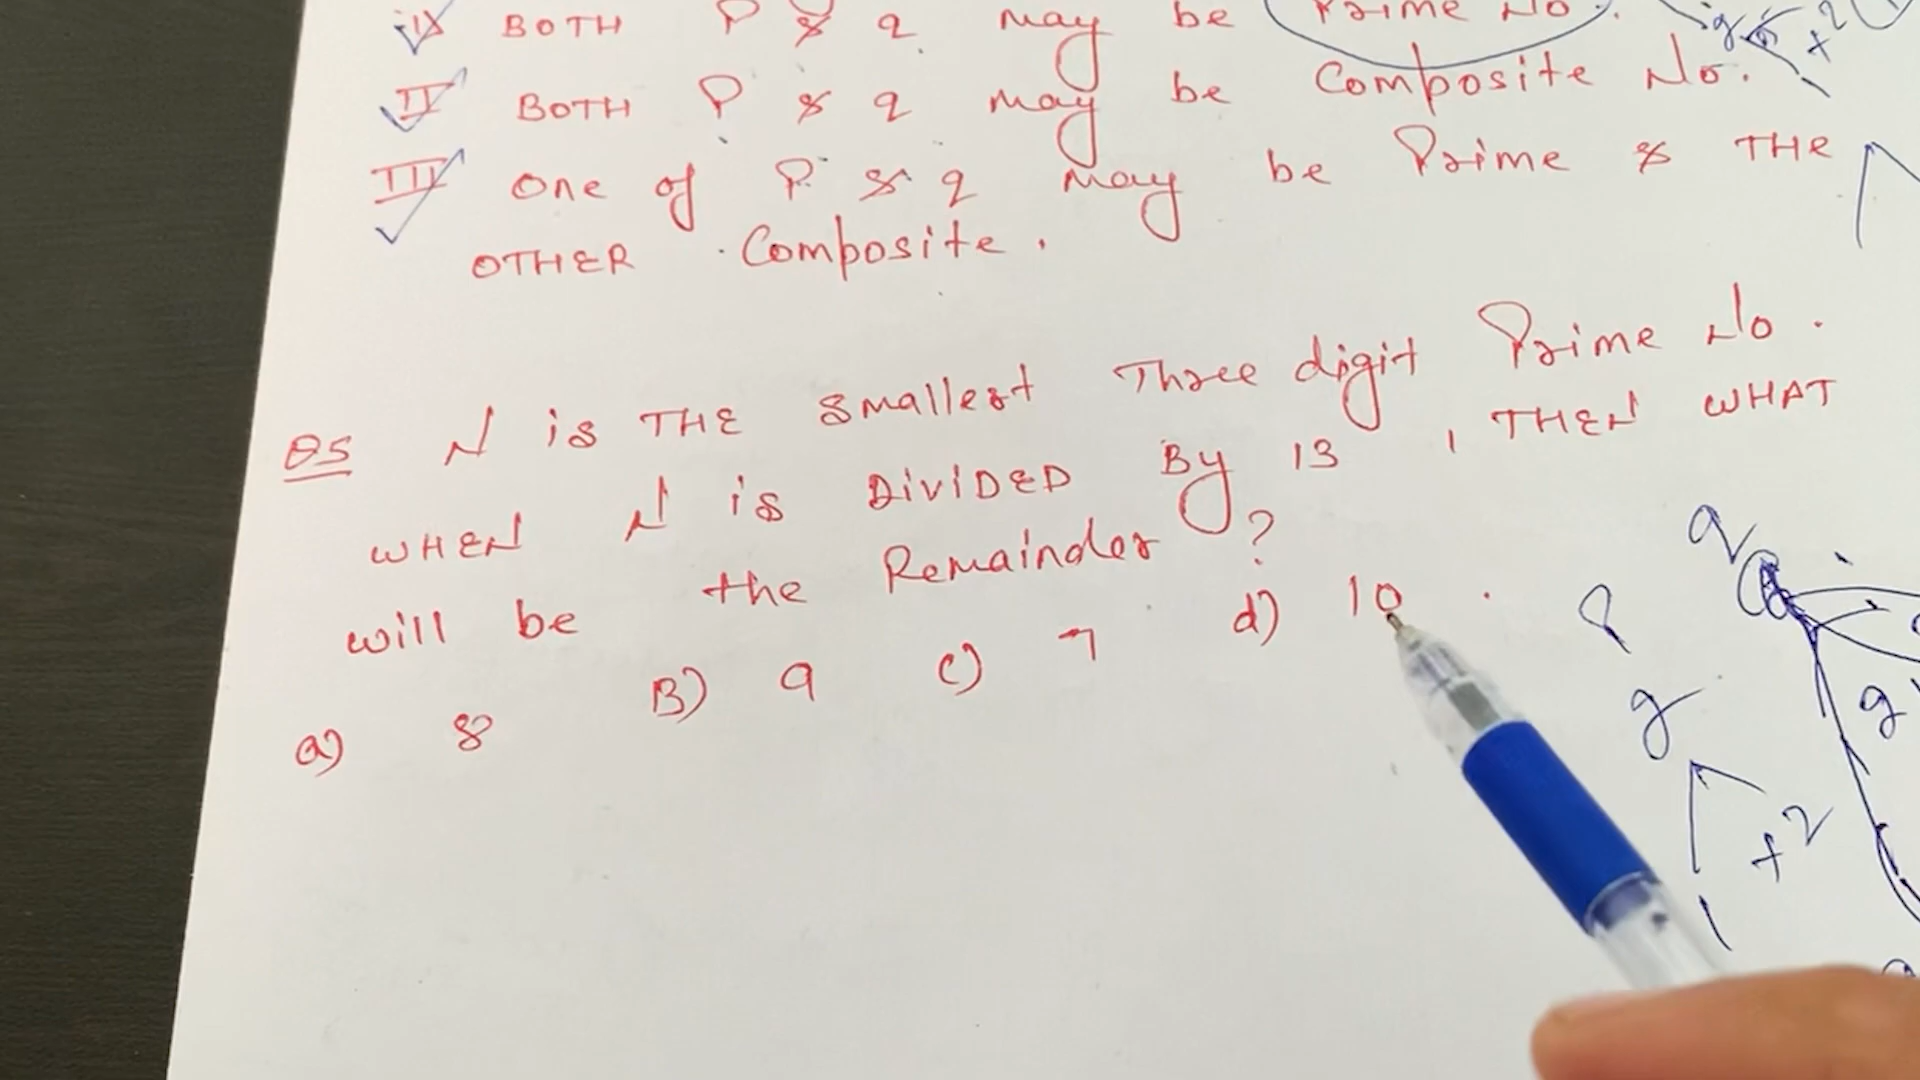 BOTH P & q may be Prime No.
II BOTH P & q may be Composite No.
III One of P & q may be Prime & THE
OTHER Composite.
Q5 N is THE smallest Three digit Prime No.
WHEN N is DiViDED By 13, THEN WHAT
will be the Remainder ?
a) 8 B) 9 c) 7 d) 10
q
g
+2
g
+2